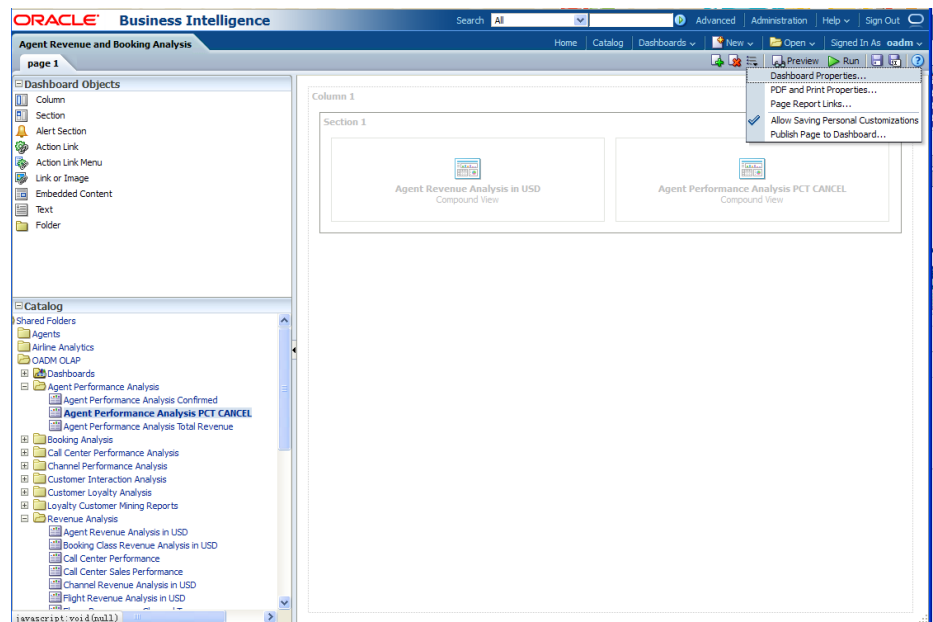 ORACLE Business Intelligence
Search All Advanced Administration Help Sign Out
Agent Revenue and Booking Analysis
Home Catalog Dashboards New Open Signed In As oadm
page 1
Preview Run
Dashboard Properties...
PDF and Print Properties...
Page Report Links...
Allow Saving Personal Customizations
Publish Page to Dashboard...
Dashboard Objects
Column
Section
Alert Section
Action Link
Action Link Menu
Link or Image
Embedded Content
Text
Folder
Column 1
Section 1
Agent Revenue Analysis in USD
Compound View
Agent Performance Analysis PCT CANCEL
Compound View
Catalog
Shared Folders
Agents
Airline Analytics
OADM OLAP
Dashboards
Agent Performance Analysis
Agent Performance Analysis Confirmed
Agent Performance Analysis PCT CANCEL
Agent Performance Analysis Total Revenue
Booking Analysis
Call Center Performance Analysis
Channel Performance Analysis
Customer Interaction Analysis
Customer Loyalty Analysis
Loyalty Customer Mining Reports
Revenue Analysis
Agent Revenue Analysis in USD
Booking Class Revenue Analysis in USD
Call Center Performance
Call Center Sales Performance
Channel Revenue Analysis in USD
Flight Revenue Analysis in USD
javascript:void(null)